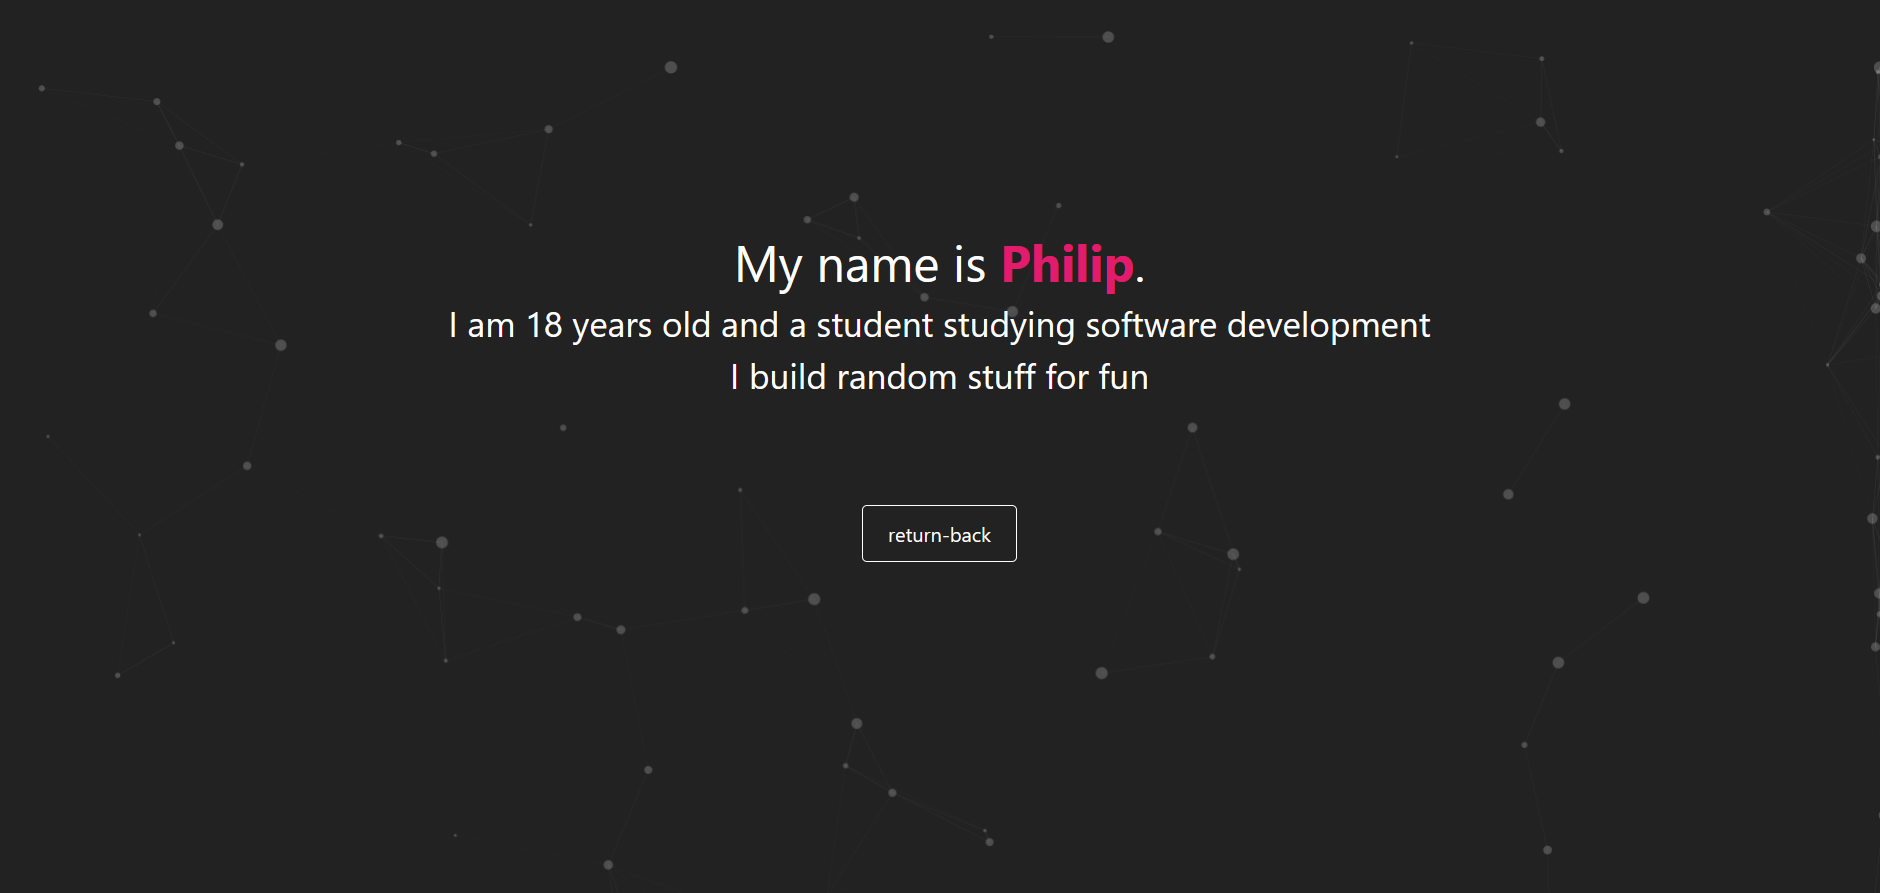 My name is Philip.
I am 18 years old and a student studying software development
I build random stuff for fun
return-back